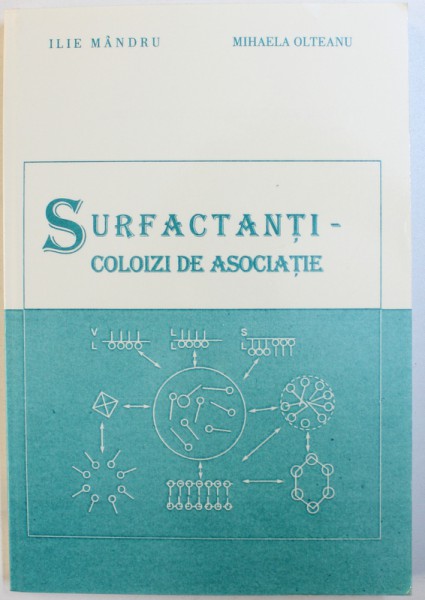 ILIE MÂNDRU MIHAELA OLTEANU
SURFACTANȚI -
COLOIZI DE ASOCIAȚIE
V L S
L L L